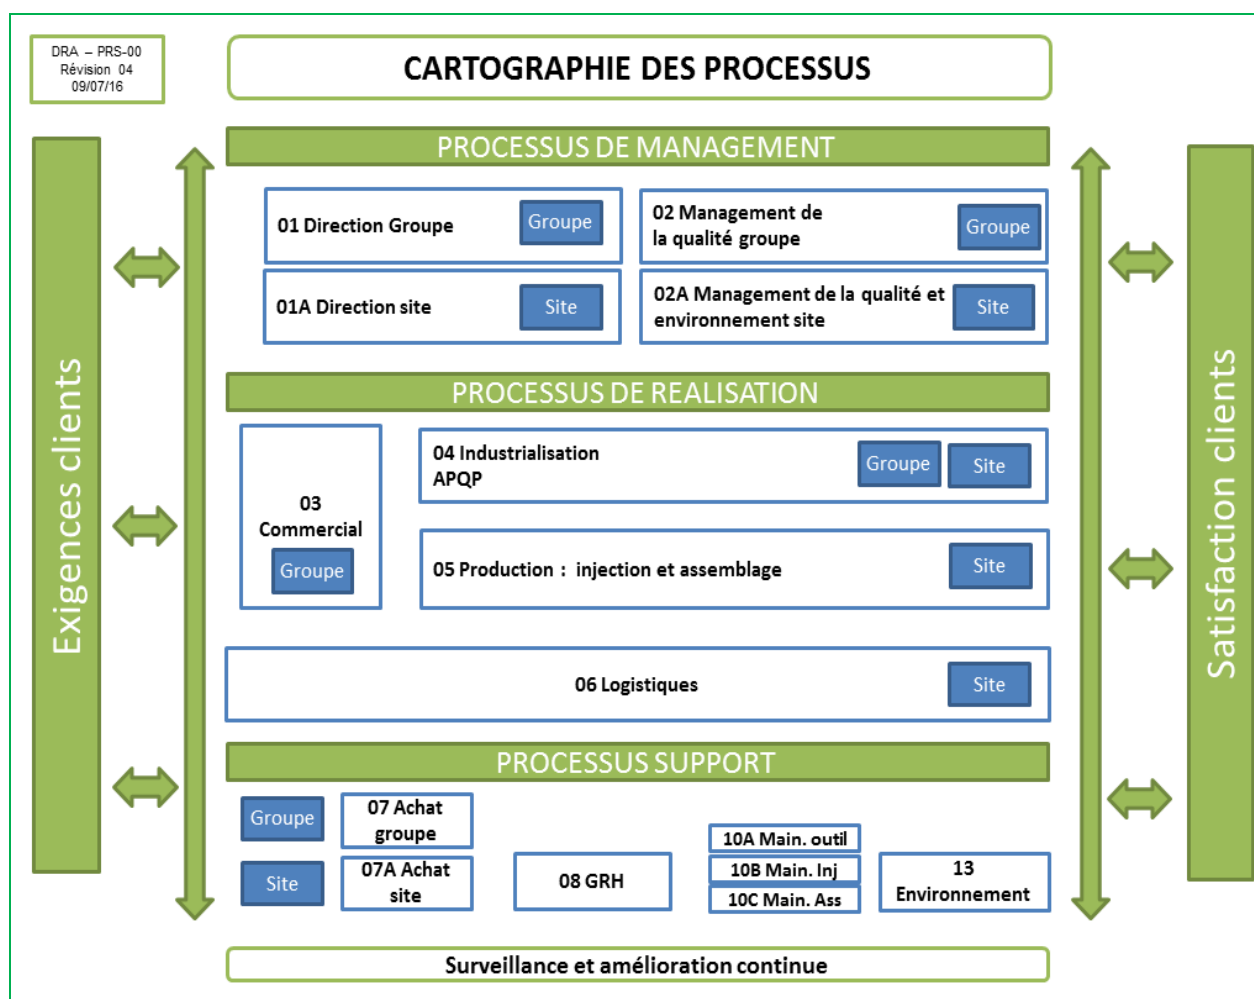 DRA – PRS-00
Révision 04
09/07/16
CARTOGRAPHIE DES PROCESSUS
Exigences clients
Satisfaction clients
PROCESSUS DE MANAGEMENT
01 Direction Groupe
Groupe
02 Management de
la qualité groupe
Groupe
01A Direction site
Site
02A Management de la qualité et
environnement site
Site
PROCESSUS DE REALISATION
03
Commercial
Groupe
04 Industrialisation
APQP
Groupe
Site
05 Production : injection et assemblage
Site
06 Logistiques
Site
PROCESSUS SUPPORT
Groupe
07 Achat
groupe
Site
07A Achat
site
08 GRH
10A Main. outil
10B Main. Inj
10C Main. Ass
13
Environnement
Surveillance et amélioration continue